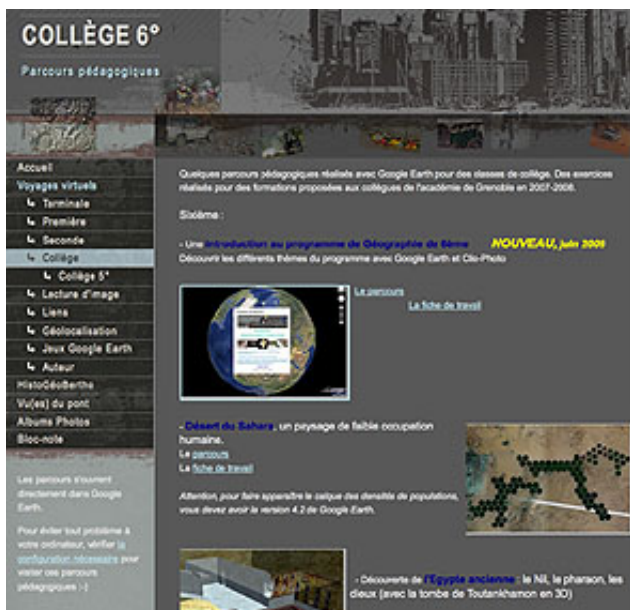 COLLÈGE 6°
Parcours pédagogiques
Accueil
Voyages virtuels
↳ Terminale
↳ Première
↳ Seconde
↳ Collège
↳ Collège 5°
↳ Lecture d'image
↳ Liens
↳ Géolocalisation
↳ Jeux Google Earth
↳ Auteur
HistoGéoBertho
Vu(es) du pont
Albums Photos
Bloc-note
Les parcours s'ouvrent
directement dans Google
Earth.
Pour éviter tout problème à
votre ordinateur, vérifier la
configuration nécessaire pour
visiter ces parcours
pédagogiques :-)
Quelques parcours pédagogiques réalisés avec Google Earth pour des classes de collège. Des exercices
réalisés pour des formations proposées aux collègues de l'académie de Grenoble en 2007-2008.
Sixième :
- Une introduction au programme de Géographie de 6ème NOUVEAU, juin 2009
Découvrir les différents thèmes du programme avec Google Earth et Clio-Photo
Le parcours
La fiche de travail
- Désert du Sahara, un paysage de faible occupation
humaine.
Le parcours
La fiche de travail
Attention, pour faire apparaître le calque des densités de populations,
vous devez avoir la version 4.2 de Google Earth.
- Découverte de l'Egypte ancienne : le Nil, le pharaon, les
dieux (avec la tombe de Toutankhamon en 3D)